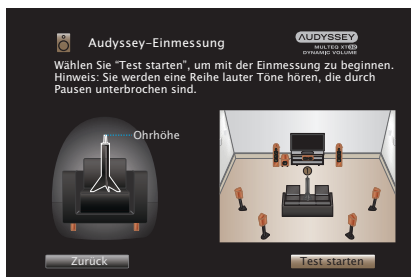 Audyssey-Einmessung
AUDYSSEY
MULTEQ XT32
DYNAMIC VOLUME
Wählen Sie “Test starten”, um mit der Einmessung zu beginnen.
Hinweis: Sie werden eine Reihe lauter Töne hören, die durch
Pausen unterbrochen sind.
Ohrhöhe
Zurück
Test starten